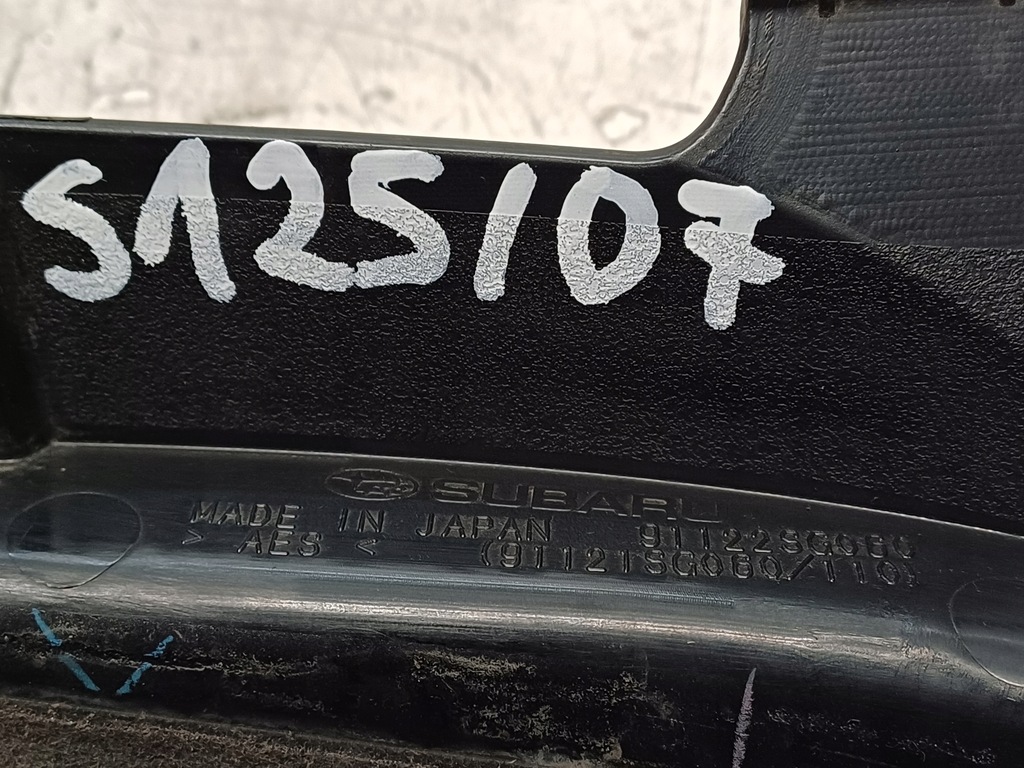 S125107
SUBARU
MADE IN JAPAN 91122SG080
> AES < (91121SG080/110)